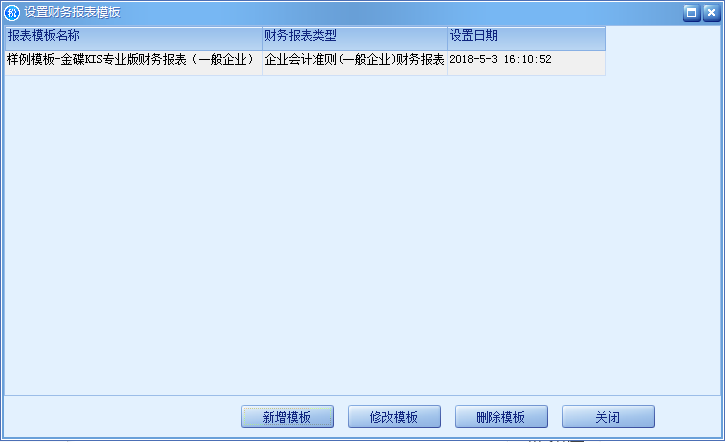 设置财务报表模板
报表模板名称 财务报表类型 设置日期
样例模板-金碟KIS专业版财务报表（一般企业） 企业会计准则(一般企业)财务报表 2018-5-3 16:10:52
新增模板 修改模板 删除模板 关闭